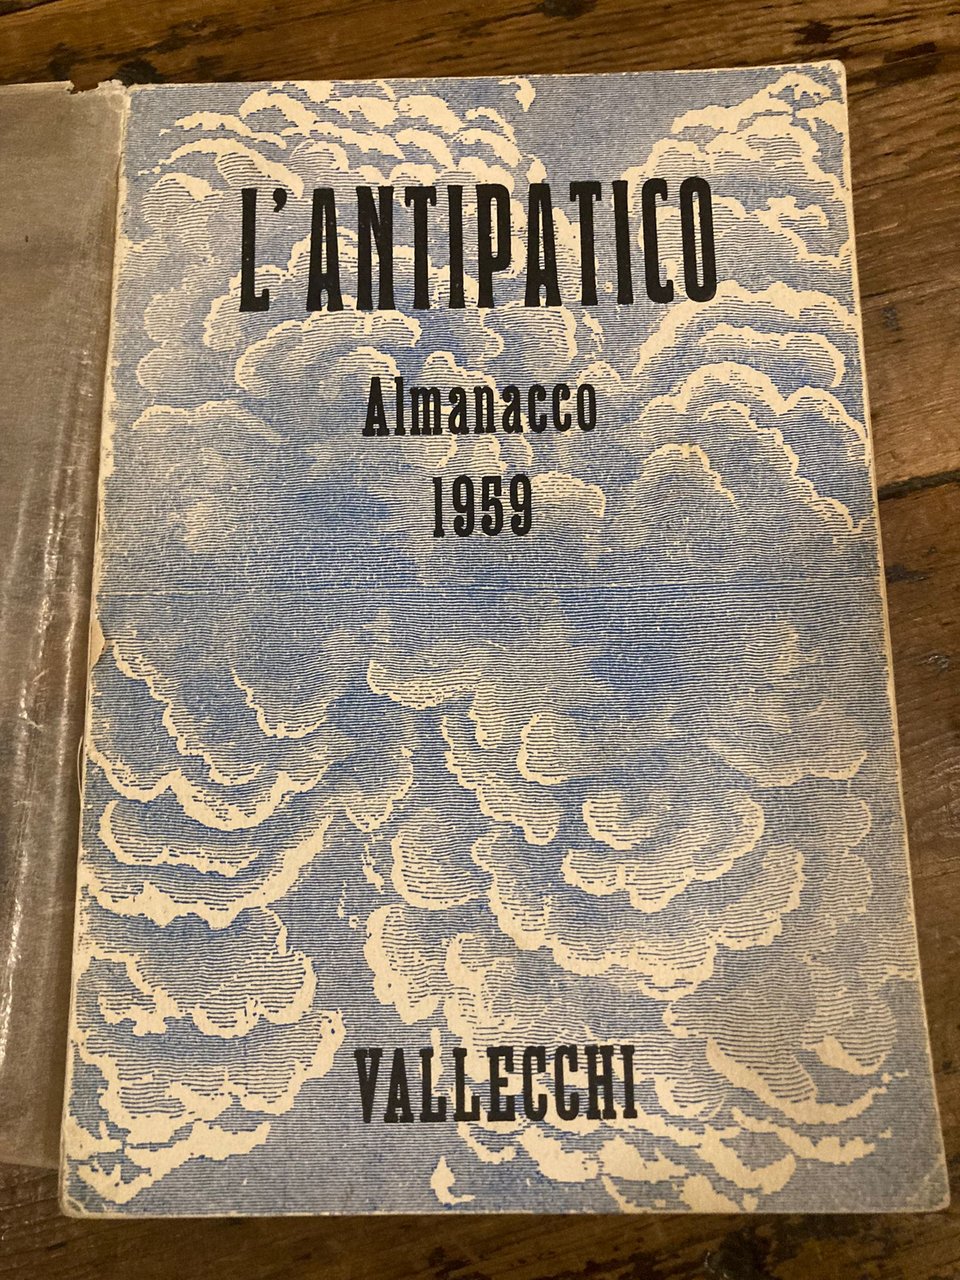 L'ANTIPATICO
Almanacco
1959
VALLECCHI